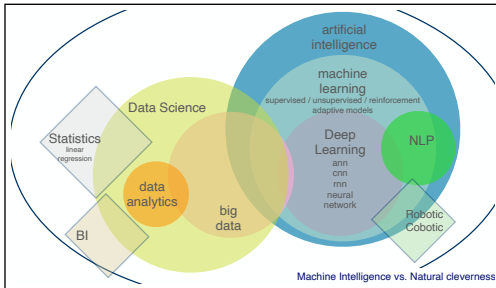 artificial
intelligence
machine
learning
supervised / unsupervised / reinforcement
adaptive models
Data Science
Statistics
linear
regression
Deep
Learning
ann
cnn
rnn
neural
network
NLP
data
analytics
big
data
BI
Robotic
Cobotic
Machine Intelligence vs. Natural cleverness